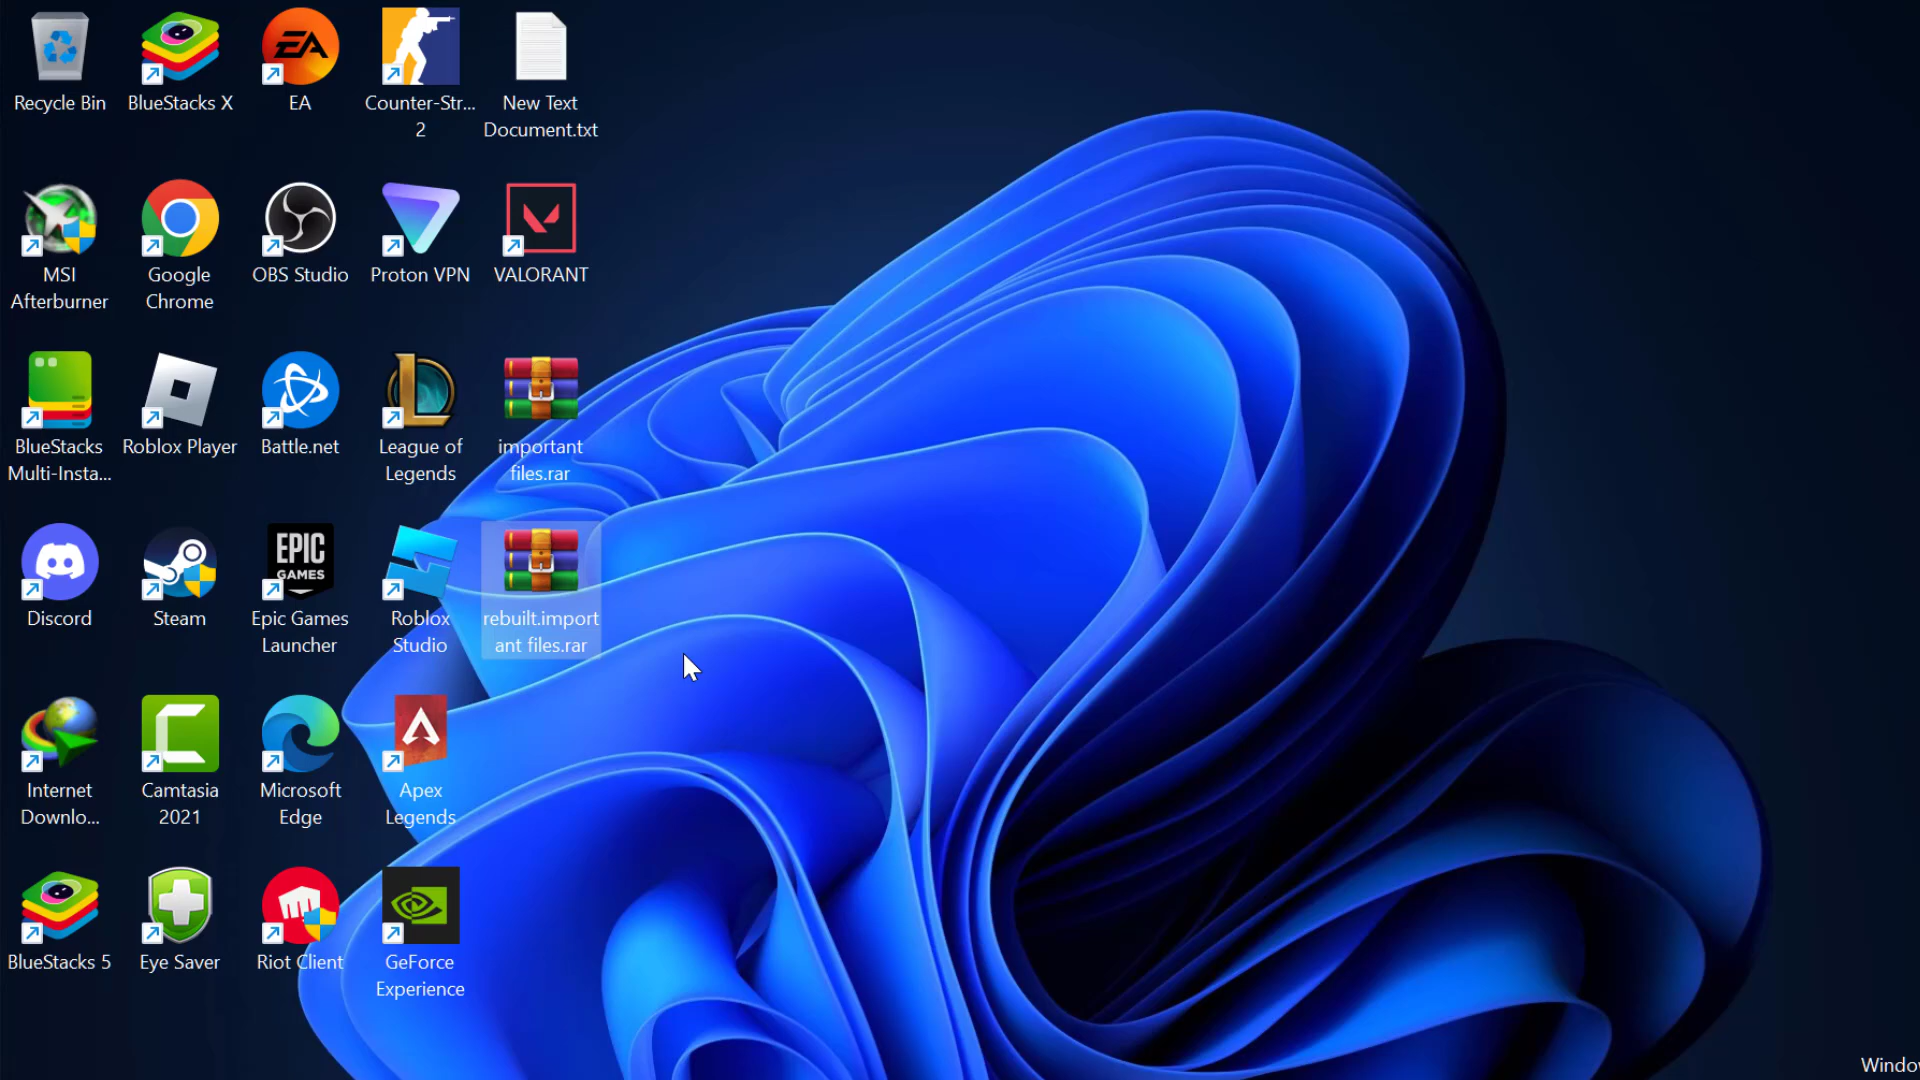 Recycle Bin
BlueStacks X
EA
Counter-Str...
2
New Text
Document.txt
MSI
Afterburner
Google
Chrome
OBS Studio
Proton VPN
VALORANT
BlueStacks
Multi-Insta...
Roblox Player
Battle.net
League of
Legends
important
files.rar
Discord
Steam
EPIC
GAMES
Epic Games
Launcher
Roblox
Studio
rebuilt.import
ant files.rar
Internet
Downlo...
Camtasia
2021
Microsoft
Edge
Apex
Legends
BlueStacks 5
Eye Saver
Riot Client
GeForce
Experience